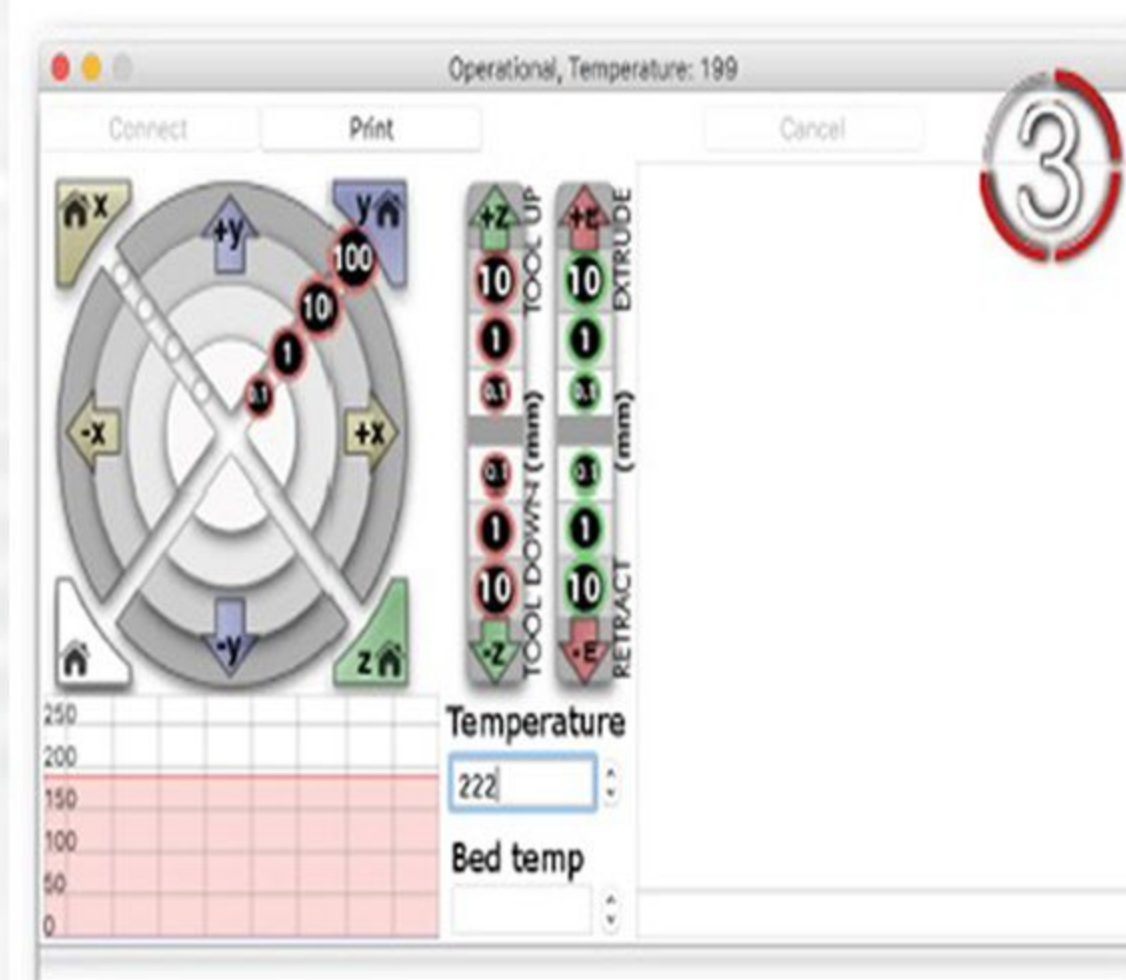 Operational, Temperature: 199
Connect
Print
Cancel
3
x
y
+y
100
10
1
0.1
-x
+x
-y
z
+Z
10
1
0.1
0.1
1
10
-Z
TOOL UP
TOOL DOWN (mm)
+E
10
1
0.1
0.1
1
10
-E
EXTRUDE
(mm)
RETRACT
250
200
150
100
50
0
Temperature
222
Bed temp